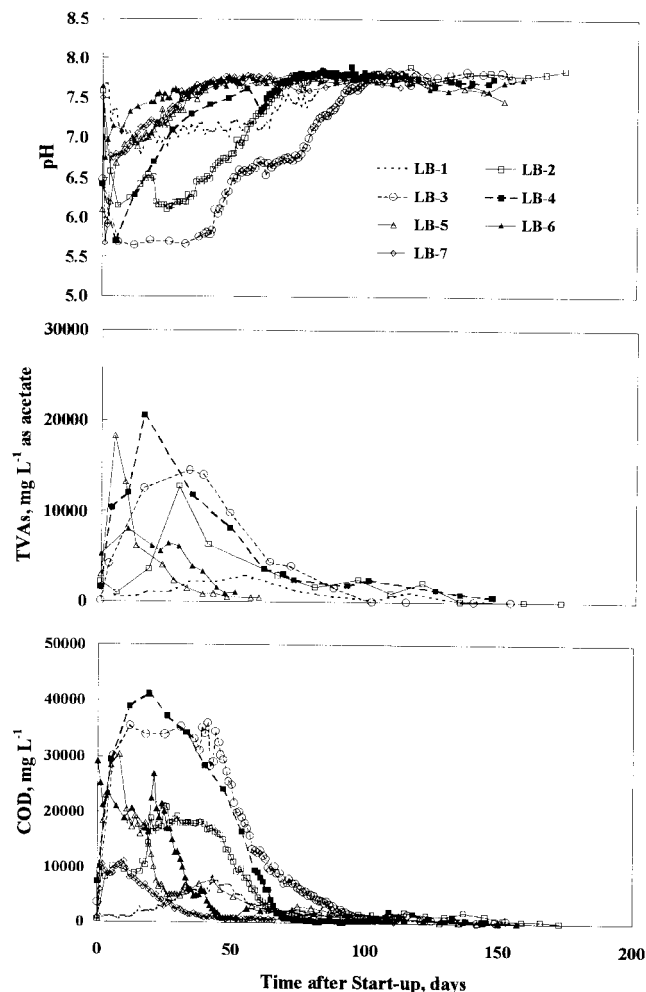 8.5
8.0
7.5
7.0
6.5
6.0
5.5
5.0
pH
LB-1
LB-2
LB-3
LB-4
LB-5
LB-6
LB-7
30000
20000
10000
0
TVAs, mg L⁻¹ as acetate
50000
40000
30000
20000
10000
0
COD, mg L⁻¹
0
50
100
150
200
Time after Start-up, days